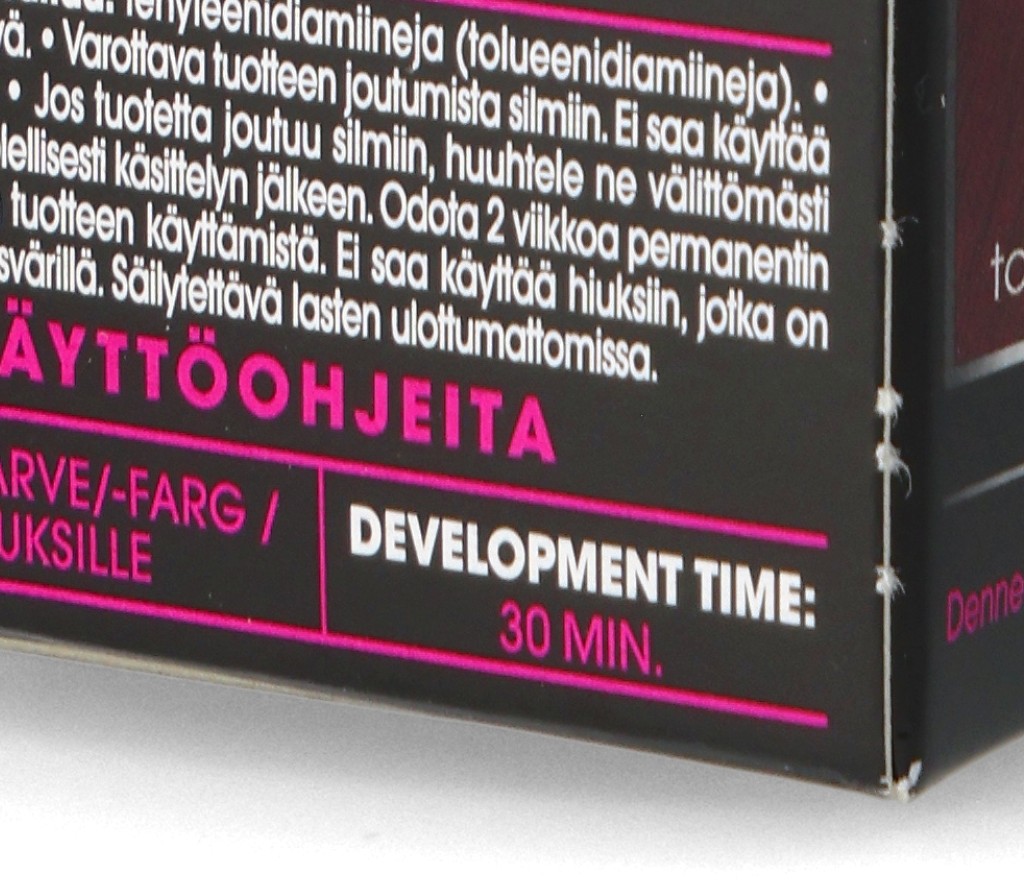 fenyleenidiamiineja (tolueenidiamiineja). •
vä. • Varottava tuotteen joutumista silmiin. Ei saa käyttää
• Jos tuotetta joutuu silmiin, huuhtele ne välittömästi
lellisesti käsittelyn jälkeen. Odota 2 viikkoa permanentin
tuotteen käyttämistä. Ei saa käyttää hiuksiin, jotka on
svärillä. Säilytettävä lasten ulottumattomissa.
ÄYTTÖOHJEITA
ARVE/-FARG /
UKSILLE
DEVELOPMENT TIME:
30 MIN.
to
Denne